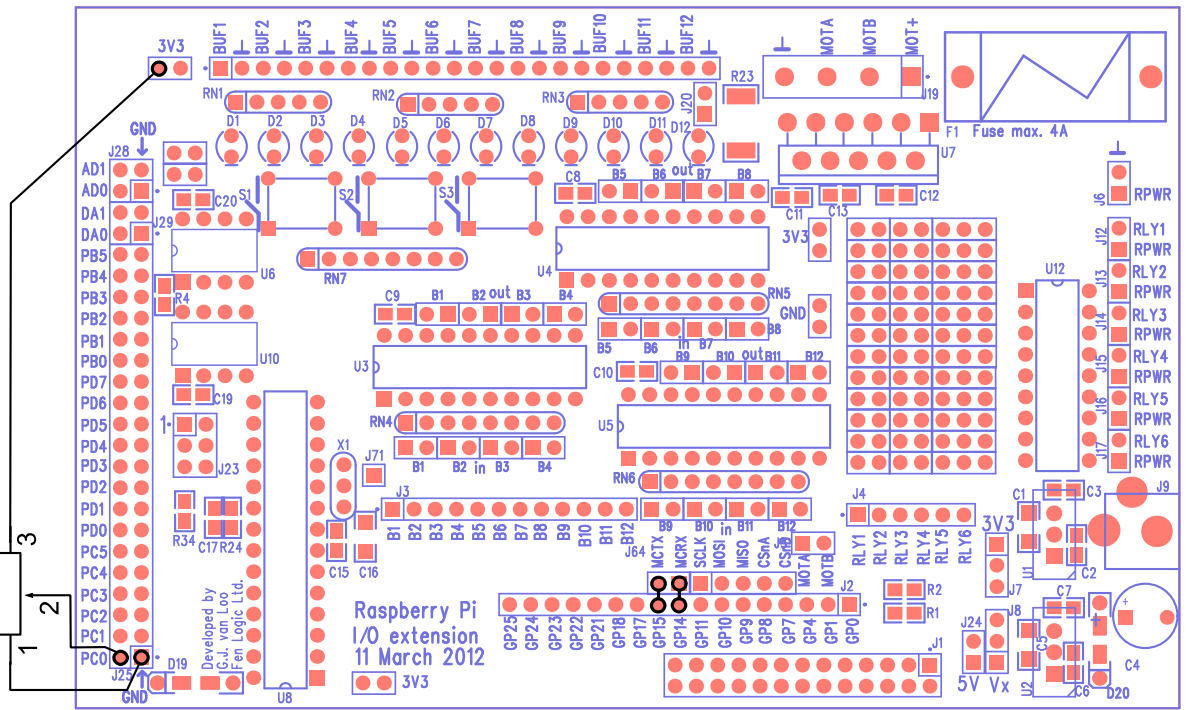 3V3
BUF1
BUF2
BUF3
BUF4
BUF5
BUF6
BUF7
BUF8
BUF9
BUF10
BUF11
BUF12
MOTA
MOTB
MOT+
RN1
RN2
RN3
J20
R23
J19
F1 Fuse max. 4A
GND
D1
D2
D3
D4
D5
D6
D7
D8
D9
D10
D11
D12
U7
J28
out
AD1
AD0
DA1
DA0
PB5
PB4
PB3
PB2
PB1
PB0
PD7
PD6
PD5
PD4
PD3
PD2
PD1
PD0
PC5
PC4
PC3
PC2
PC1
PC0
C20
S1
S2
S3
C8
B5
B6
B7
B8
C11
C13
C12
J6
RPWR
J29
3V3
J12
RLY1
RPWR
U6
RN7
U4
U12
J13
RLY2
RPWR
R4
C9
B1
B2
out
B3
B4
RN5
GND
J14
RLY3
RPWR
B5
B6
in
B7
B8
U10
U3
C10
B9
B10
out
B11
B12
J15
RLY4
RPWR
C19
RN4
U5
J16
RLY5
RPWR
1
J23
X1
J71
B1
B2
in
B3
B4
RN6
J17
RLY6
RPWR
R34
C17
R24
J3
B1
B2
B3
B4
B5
B6
B7
B8
B9
B10
B11
B12
B9
B10
in
B11
B12
J4
RLY1
RLY2
RLY3
RLY4
RLY5
RLY6
C1
C3
J9
3V3
C15
C16
J64
MCTX
MCRX
SCLK
MOSI
MISO
CSnA
CSnB
MOTA
MOTB
U1
C2
J7
3
2
1
J2
R2
R1
C7
GP25
GP24
GP23
GP22
GP21
GP18
GP17
GP15
GP14
GP11
GP10
GP9
GP8
GP7
GP4
GP1
GP0
J24
J8
C5
C4
Developed by
G.J. van Loo
Fen Logic Ltd.
Raspberry Pi
I/O extension
11 March 2012
J1
J25
GND
D19
U8
3V3
5V
Vx
U2
C6
D20